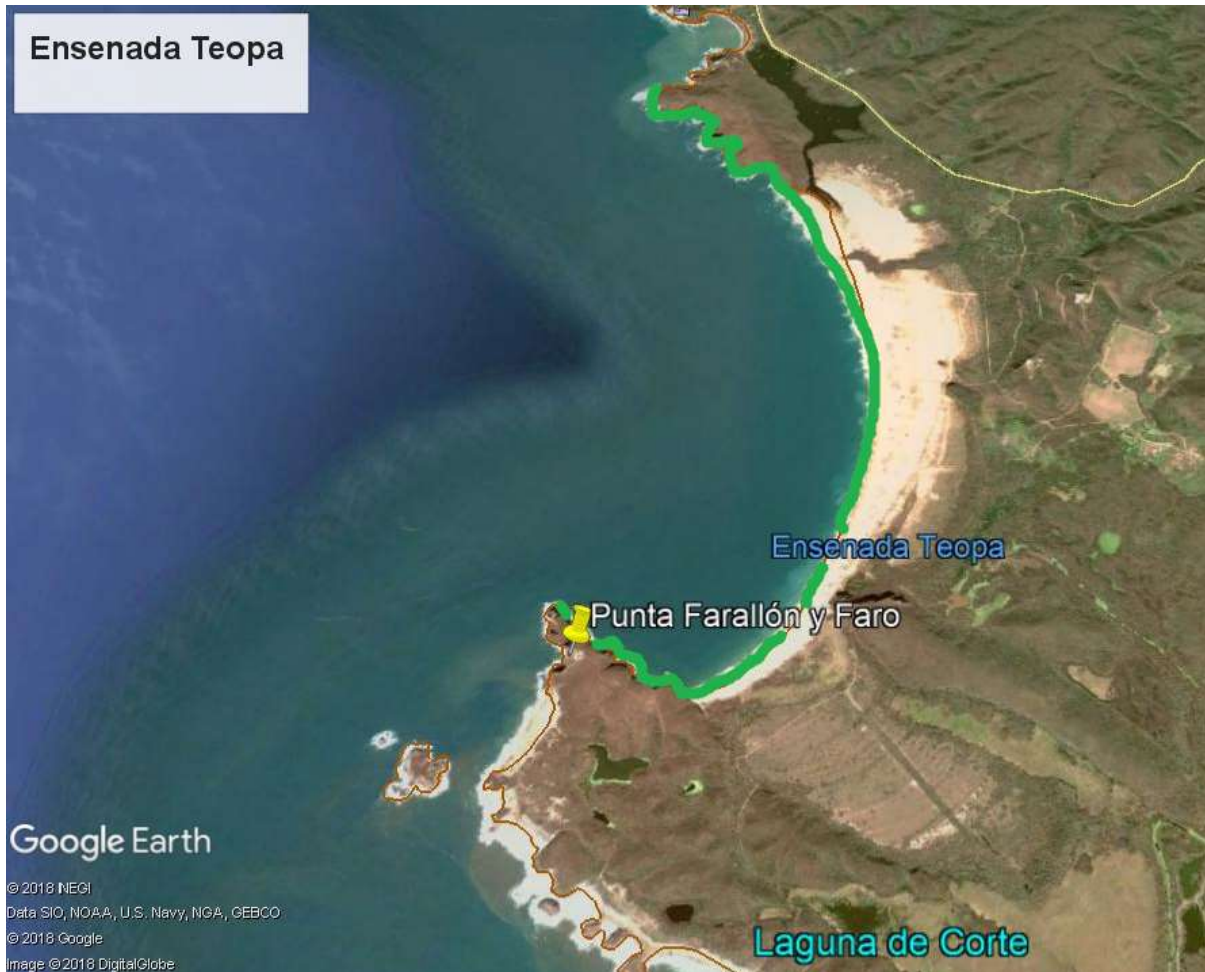 Ensenada Teopa
Ensenada Teopa
Punta Farallón y Faro
Google Earth
© 2018 INEGI
Data SIO, NOAA, U.S. Navy, NGA, GEBCO
© 2018 Google
Image © 2018 DigitalGlobe
Laguna de Corte